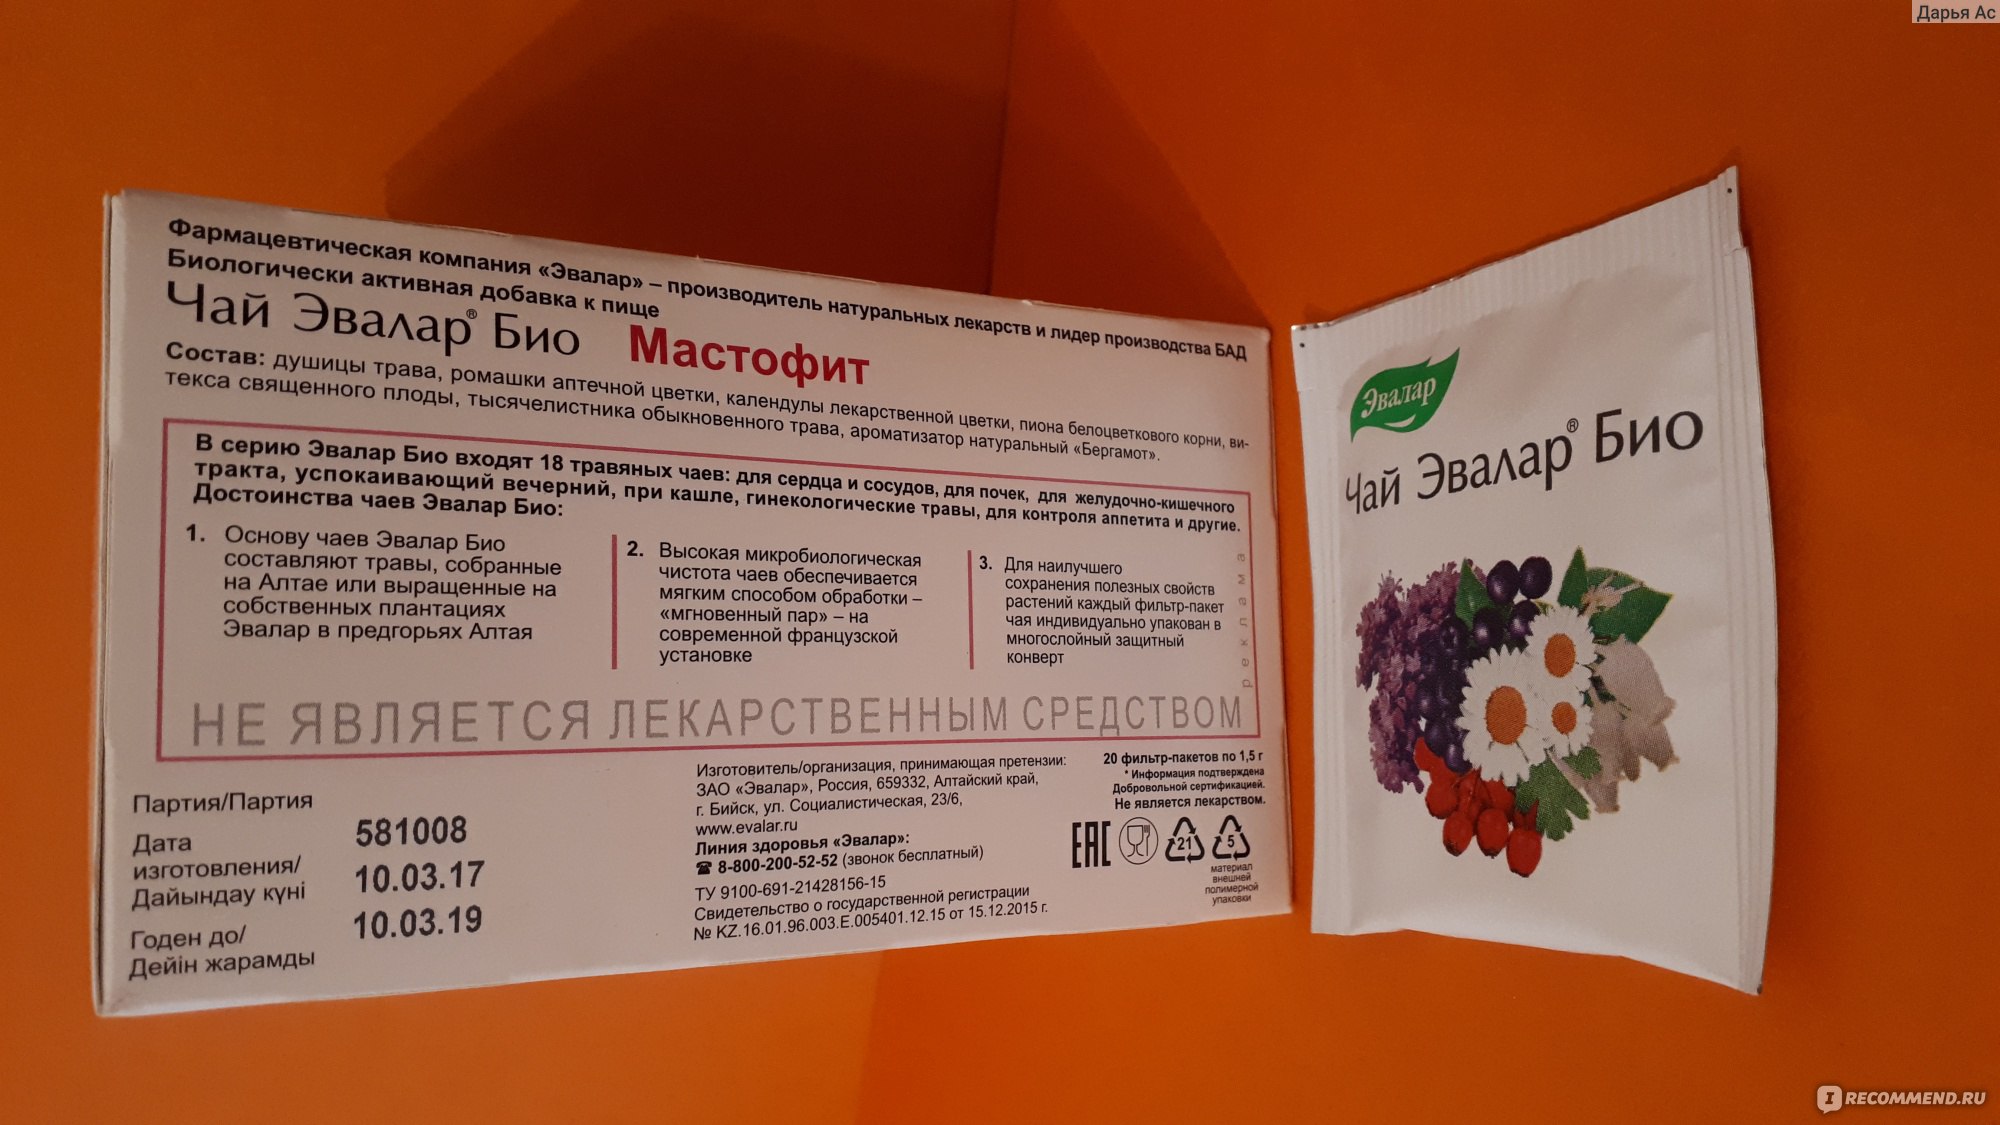 Дарья Ас
Фармацевтическая компания «Эвалар» – производитель натуральных лекарств и лидер производства БАД
Биологически активная добавка к пище
Чай Эвалар® Био Мастофит
Состав: душицы трава, ромашки аптечной цветки, календулы лекарственной цветки, пиона белоцветкового корни, ви-
текса священного плоды, тысячелистника обыкновенного трава, ароматизатор натуральный «Бергамот».
В серию Эвалар Био входят 18 травяных чаев: для сердца и сосудов, для почек, для желудочно-кишечного
тракта, успокаивающий вечерний, при кашле, гинекологические травы, для контроля аппетита и другие.
Достоинства чаев Эвалар Био:
1. Основу чаев Эвалар Био
составляют травы, собранные
на Алтае или выращенные на
собственных плантациях
Эвалар в предгорьях Алтая
2. Высокая микробиологическая
чистота чаев обеспечивается
мягким способом обработки –
«мгновенный пар» – на
современной французской
установке
3. Для наилучшего
сохранения полезных свойств
растений каждый фильтр-пакет
чая индивидуально упакован в
многослойный защитный
конверт
реклама
НЕ ЯВЛЯЕТСЯ ЛЕКАРСТВЕННЫМ СРЕДСТВОМ
Партия/Партия
581008
Дата
изготовления/
Дайындау күні
10.03.17
Годен до/
Дейін жарамды
10.03.19
Изготовитель/организация, принимающая претензии:
ЗАО «Эвалар», Россия, 659332, Алтайский край,
г. Бийск, ул. Социалистическая, 23/6,
www.evalar.ru
Линия здоровья «Эвалар»:
☎ 8-800-200-52-52 (звонок бесплатный)
ТУ 9100-691-21428156-15
Свидетельство о государственной регистрации
№ KZ.16.01.96.003.Е.005401.12.15 от 15.12.2015 г.
20 фильтр-пакетов по 1,5 г
* Информация подтверждена
Добровольной сертификацией.
Не является лекарством.
ЕАС
21
5
материал
внешней
полимерной
упаковки
Эвалар
Чай Эвалар® Био
I RECOMMEND.RU